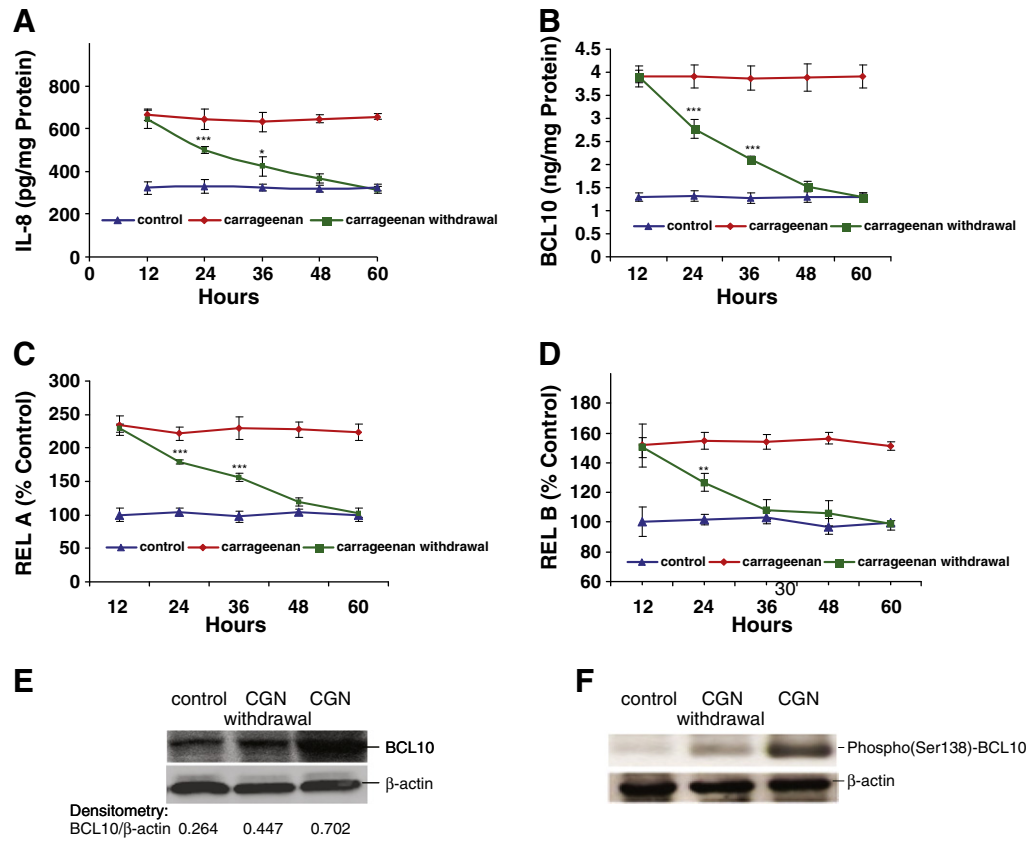 A
IL-8 (pg/mg Protein)
800
600
400
200
0
control carrageenan carrageenan withdrawal
0 12 24 36 48 60
Hours
*** *
B
BCL10 (ng/mg Protein)
4.5
4
3.5
3
2.5
2
1.5
1
0.5
0
*** ***
control carrageenan carrageenan withdrawal
12 24 36 48 60
Hours
C
REL A (% Control)
300
250
200
150
100
50
0
*** ***
control carrageenan carrageenan withdrawal
12 24 36 48 60
Hours
D
REL B (% Control)
180
160
140
120
100
80
60
**
control carrageenan carrageenan withdrawal
30'
12 24 36 48 60
Hours
E
control CGN CGN
withdrawal
BCL10
β-actin
Densitometry:
BCL10/β-actin 0.264 0.447 0.702
F
control CGN CGN
withdrawal
Phospho(Ser138)-BCL10
β-actin